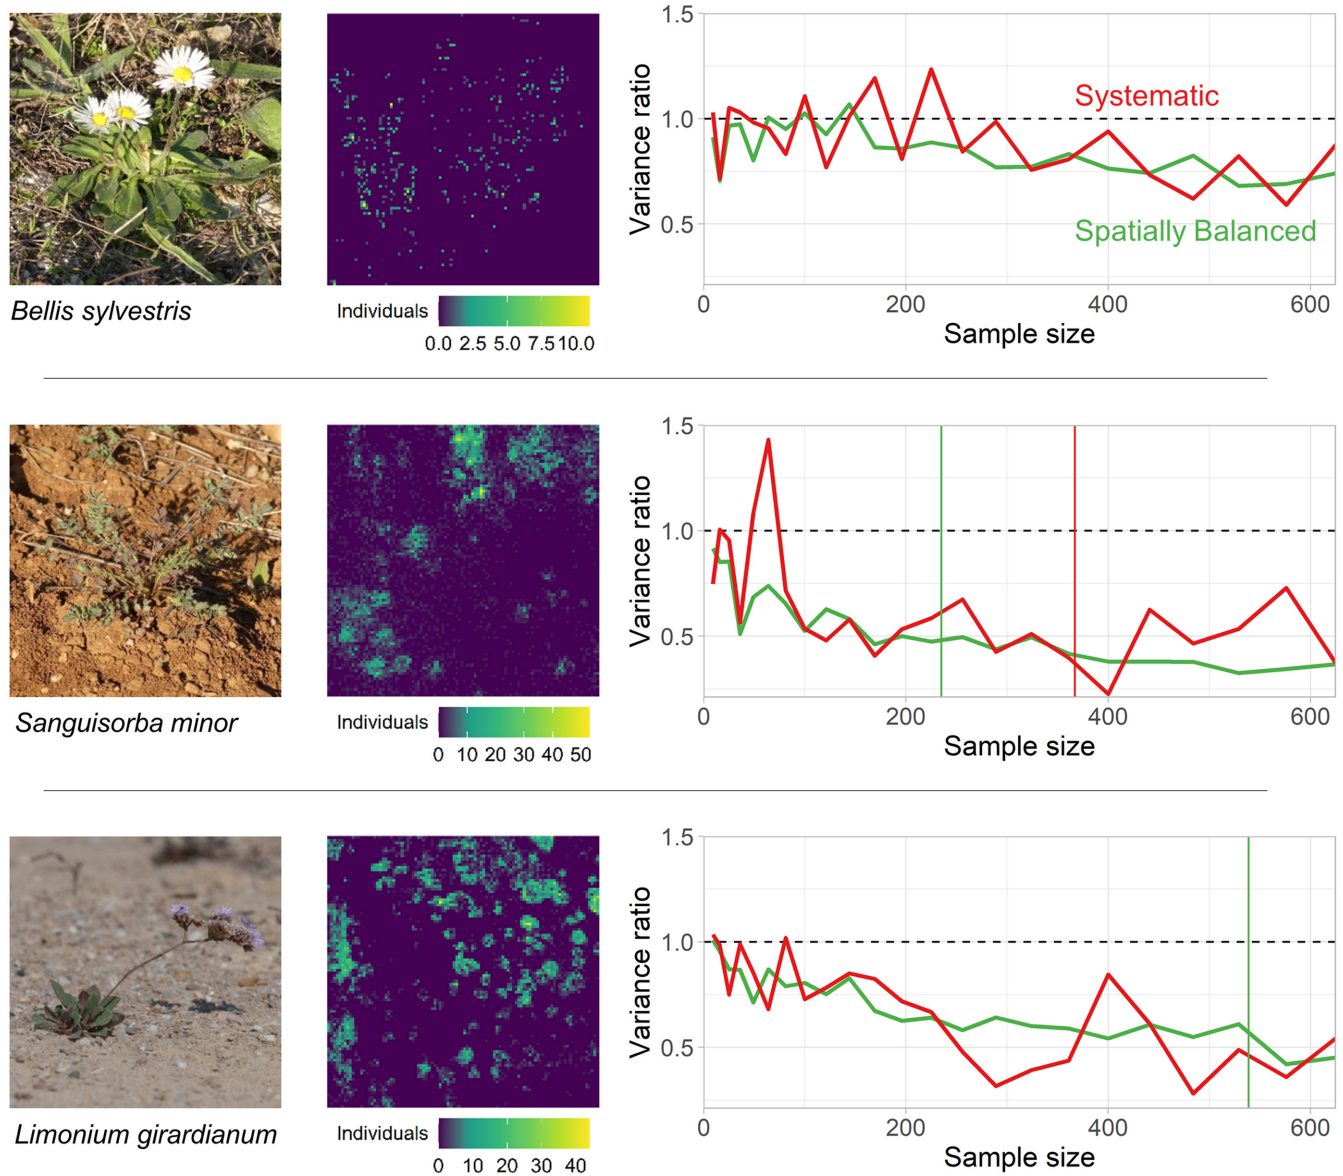 1.5
1.0
0.5
Variance ratio
Systematic
Spatially Balanced
0 200 400 600
Sample size
Bellis sylvestris
Individuals
0.0 2.5 5.0 7.5 10.0
1.5
1.0
0.5
Variance ratio
0 200 400 600
Sample size
Sanguisorba minor
Individuals
0 10 20 30 40 50
1.5
1.0
0.5
Variance ratio
0 200 400 600
Sample size
Limonium girardianum
Individuals
0 10 20 30 40